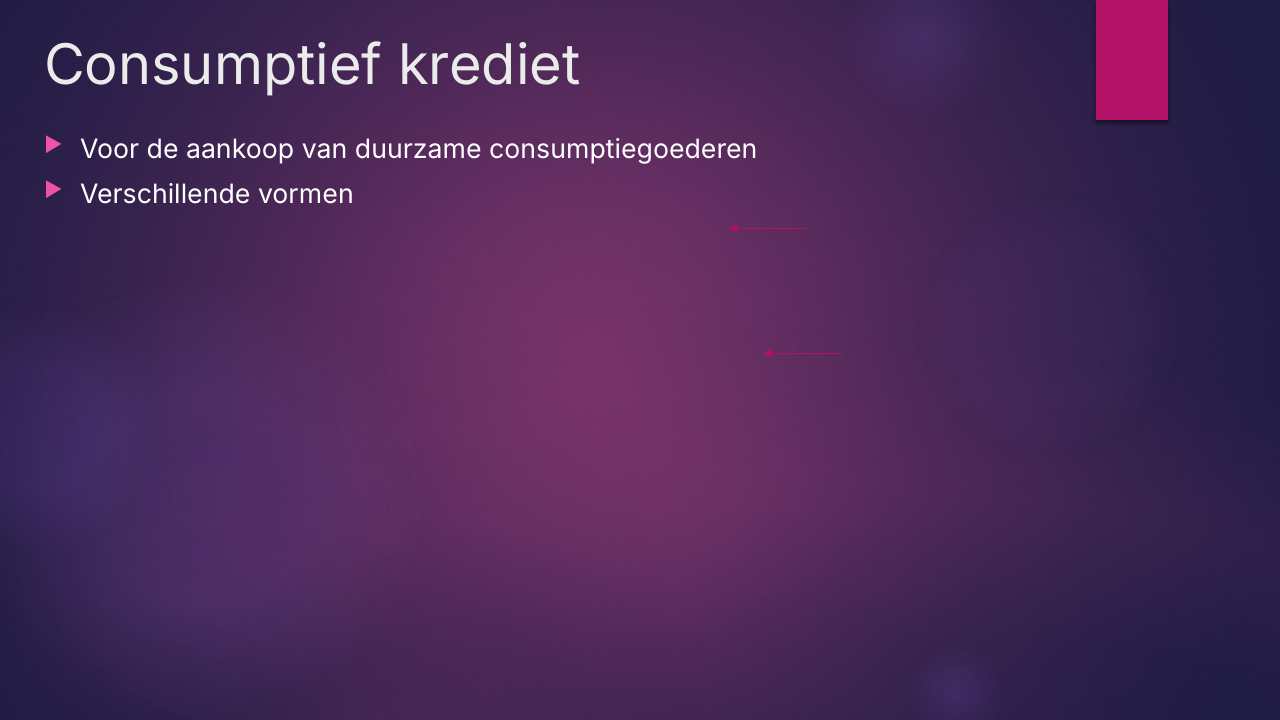 Consumptief krediet
Voor de aankoop van duurzame consumptiegoederen
Verschillende vormen